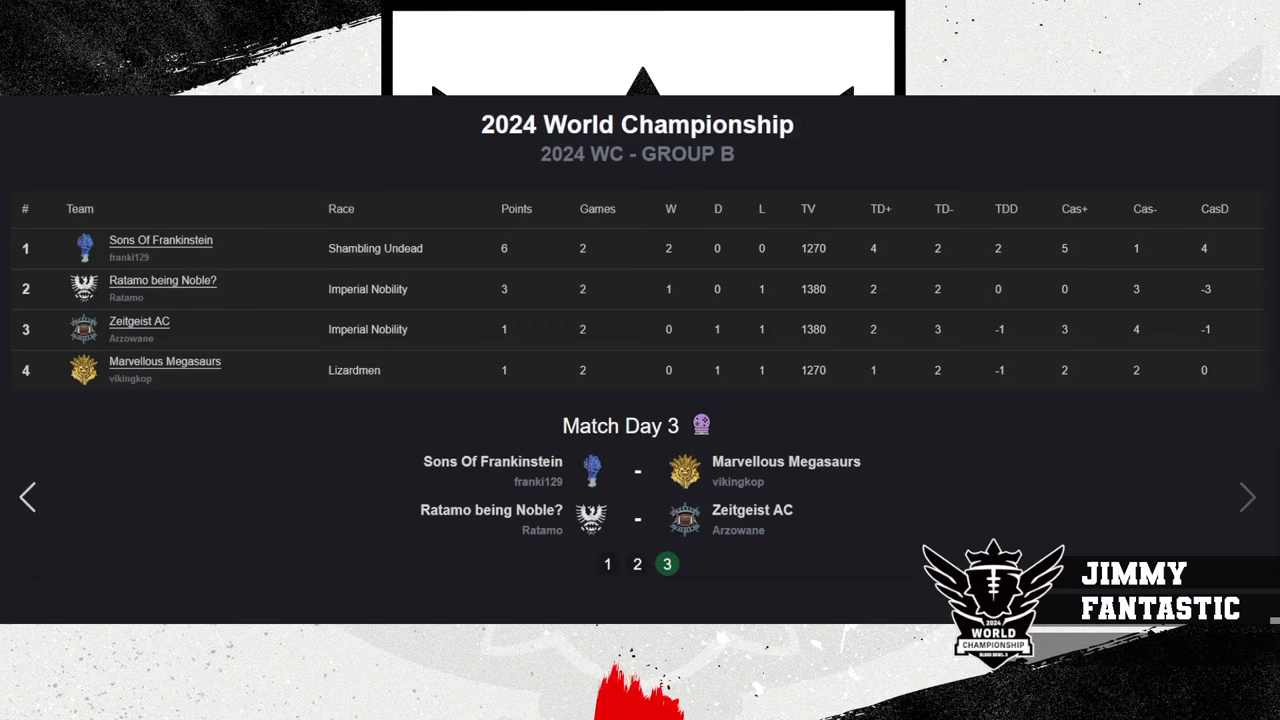 2024 World Championship
2024 WC - GROUP B
# Team Race Points Games W D L TV TD+ TD- TDD Cas+ Cas- CasD
1 Sons Of Frankinstein Shambling Undead 6 2 2 0 0 1270 4 2 2 5 1 4
franki129
2 Ratamo being Noble? Imperial Nobility 3 2 1 0 1 1380 2 2 0 0 3 -3
Ratamo
3 Zeitgeist AC Imperial Nobility 1 2 0 1 1 1380 2 3 -1 3 4 -1
Arzowane
4 Marvellous Megasaurs Lizardmen 1 2 0 1 1 1270 1 2 -1 2 2 0
vikingkop
Match Day 3
Sons Of Frankinstein - Marvellous Megasaurs
franki129 vikingkop
Ratamo being Noble? - Zeitgeist AC
Ratamo Arzowane
1 2 3
JIMMY
FANTASTIC
2024
WORLD
CHAMPIONSHIP
BLOOD BOWL 3